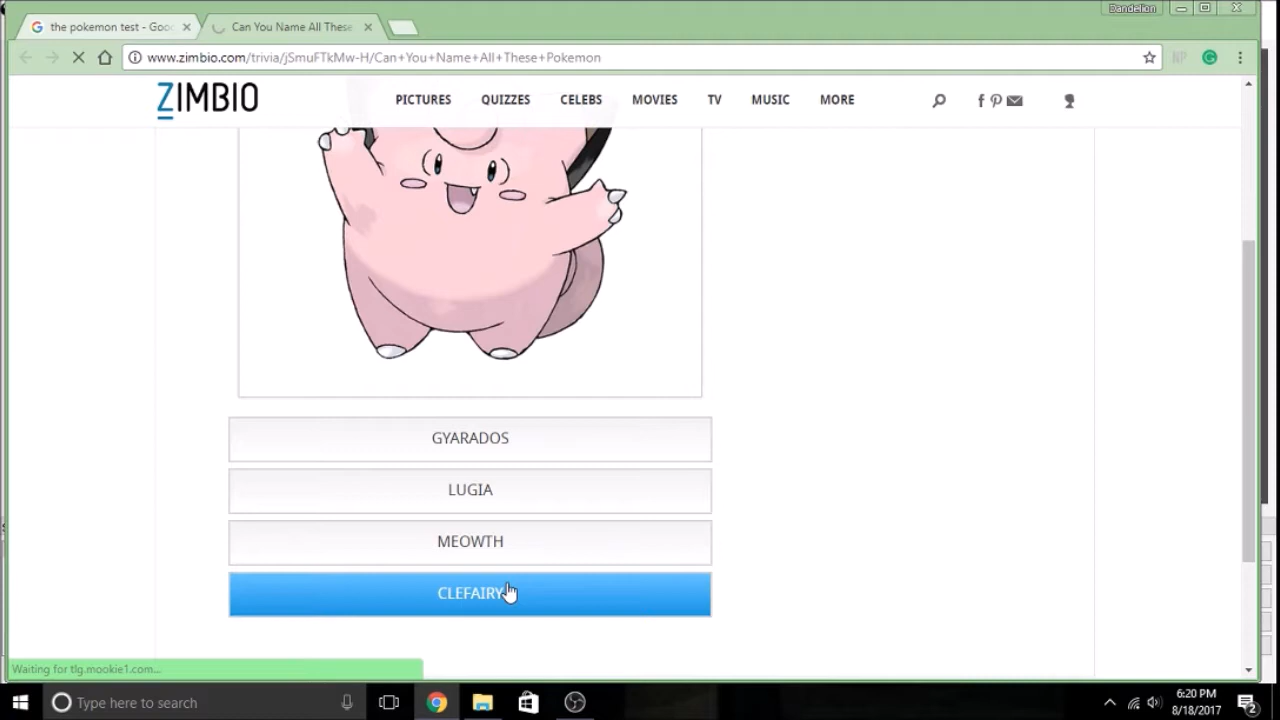 Dandelion
the pokemon test - Goo
Can You Name All These
www.zimbio.com/trivia/jSmuFTkMw-H/Can+You+Name+All+These+Pokemon
ZIMBIO
PICTURES QUIZZES CELEBS MOVIES TV MUSIC MORE
GYARADOS
LUGIA
MEOWTH
CLEFAIRY
Waiting for tlg.mookie1.com...
Type here to search
6:20 PM
8/18/2017
2